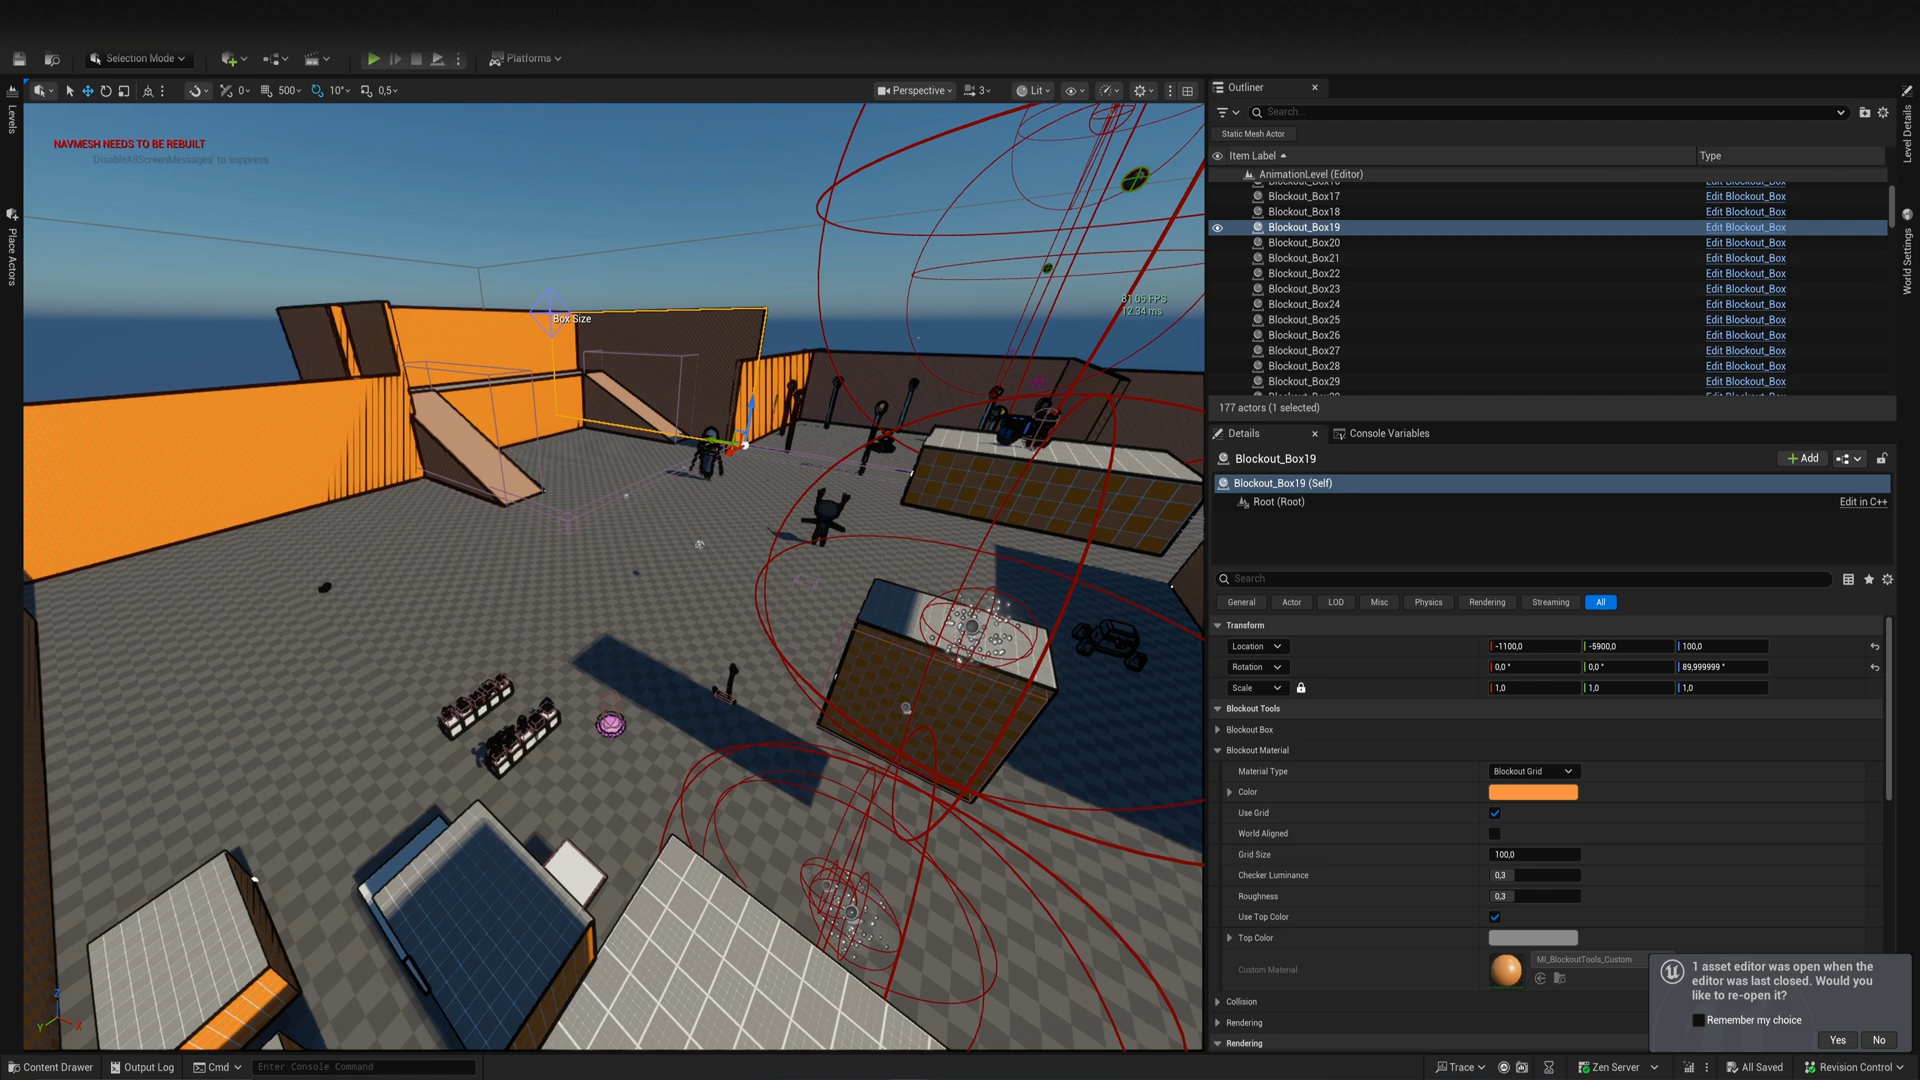 Selection Mode
Platforms
0
500
10°
0,5
Perspective
3
Lit
Levels
Place Actors
NAVMESH NEEDS TO BE REBUILT
'DisableAllScreenMessages' to suppress
Box Size
81.05 FPS
12.34 ms
Outliner
Search...
Static Mesh Actor
Item Label
Type
AnimationLevel (Editor)
Blockout_Box16 Edit Blockout_Box
Blockout_Box17 Edit Blockout_Box
Blockout_Box18 Edit Blockout_Box
Blockout_Box19 Edit Blockout_Box
Blockout_Box20 Edit Blockout_Box
Blockout_Box21 Edit Blockout_Box
Blockout_Box22 Edit Blockout_Box
Blockout_Box23 Edit Blockout_Box
Blockout_Box24 Edit Blockout_Box
Blockout_Box25 Edit Blockout_Box
Blockout_Box26 Edit Blockout_Box
Blockout_Box27 Edit Blockout_Box
Blockout_Box28 Edit Blockout_Box
Blockout_Box29 Edit Blockout_Box
177 actors (1 selected)
Level Details
World Settings
Details
Console Variables
Blockout_Box19
Add
Blockout_Box19 (Self)
Root (Root)
Edit in C++
Search
General
Actor
LOD
Misc
Physics
Rendering
Streaming
All
Transform
Location -1100,0 -5900,0 100,0
Rotation 0,0 ° 0,0 ° 89,999999 °
Scale 1,0 1,0 1,0
Blockout Tools
Blockout Box
Blockout Material
Material Type Blockout Grid
Color
Use Grid
World Aligned
Grid Size 100,0
Checker Luminance 0,3
Roughness 0,3
Use Top Color
Top Color
Custom Material MI_BlockoutTools_Custom
Collision
Rendering
Rendering
1 asset editor was open when the
editor was last closed. Would you
like to re-open it?
Remember my choice
Yes
No
Z
Y
X
Content Drawer
Output Log
Cmd
Enter Console Command
Trace
Zen Server
All Saved
Revision Control